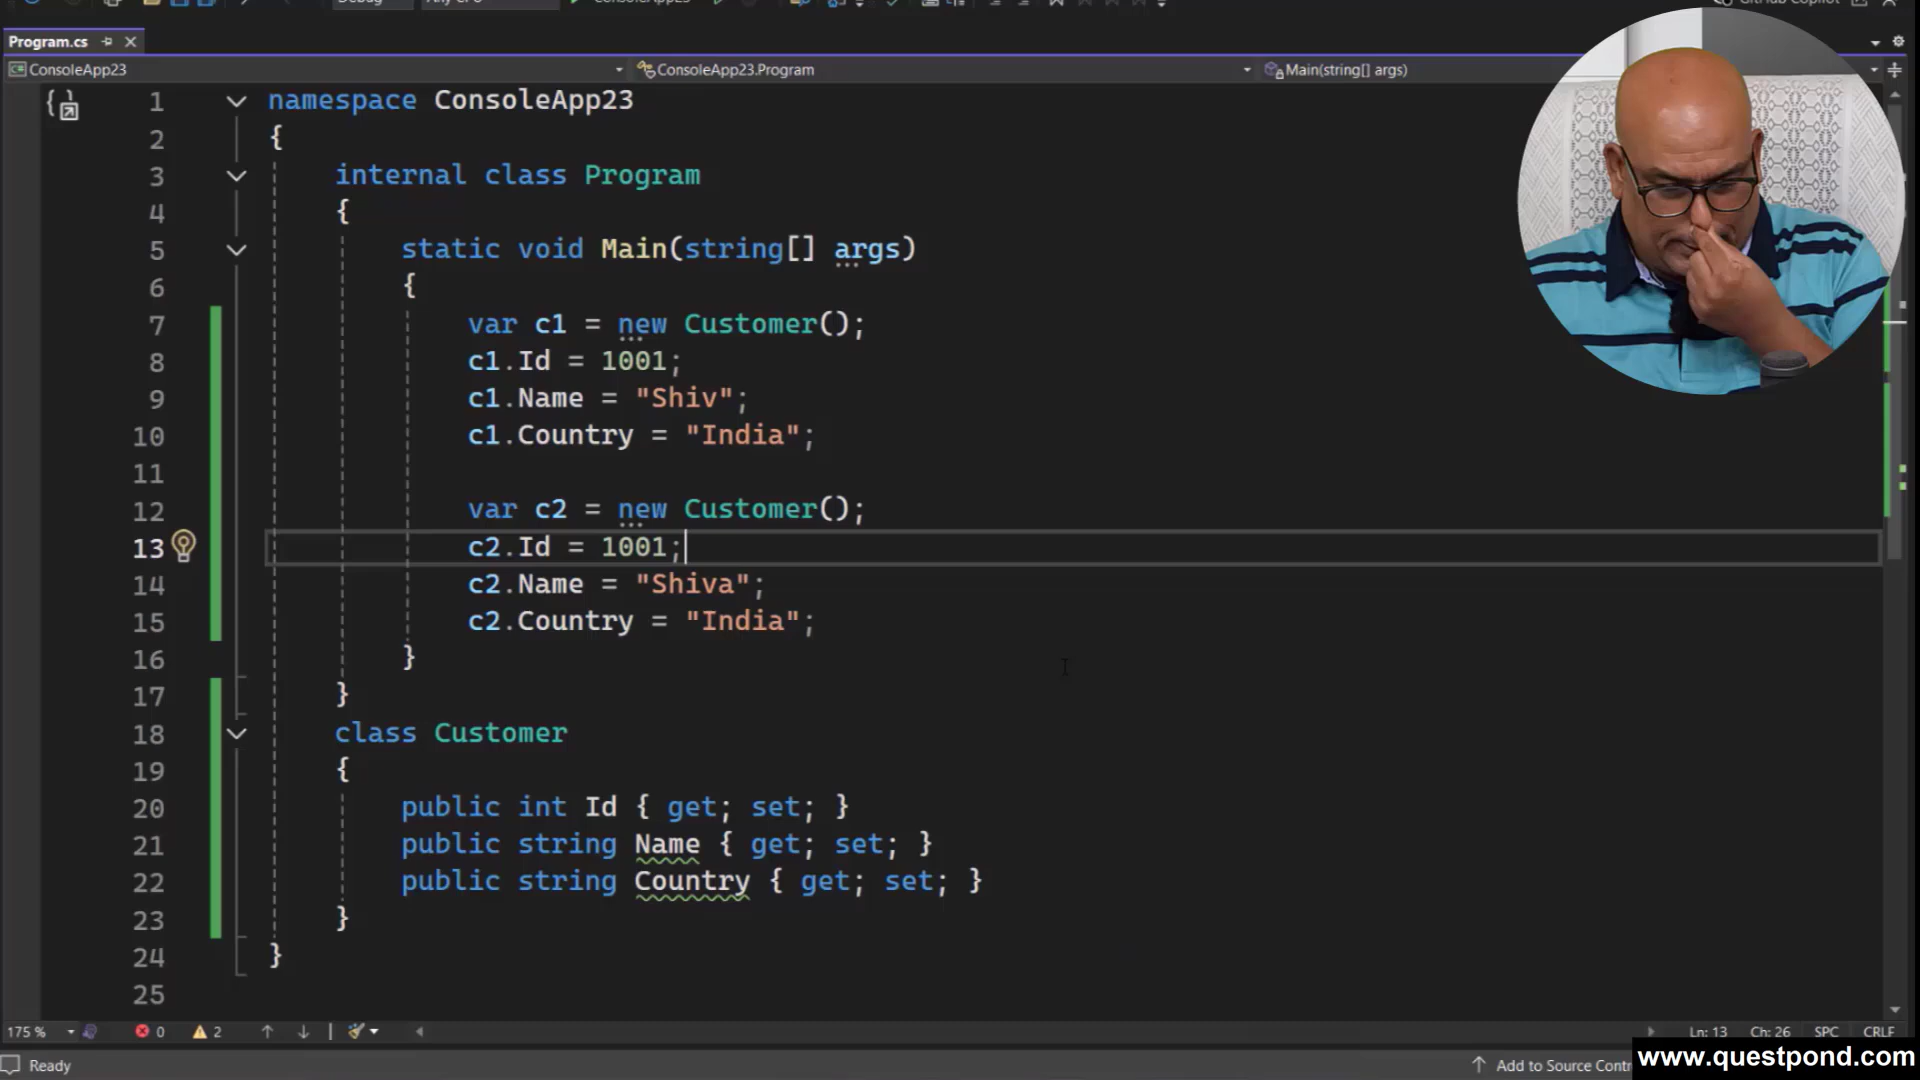 Program.cs
ConsoleApp23
ConsoleApp23.Program
Main(string[] args)
1 namespace ConsoleApp23
2 {
3 internal class Program
4 {
5 static void Main(string[] args)
6 {
7 var c1 = new Customer();
8 c1.Id = 1001;
9 c1.Name = "Shiv";
10 c1.Country = "India";
11
12 var c2 = new Customer();
13 c2.Id = 1001;
14 c2.Name = "Shiva";
15 c2.Country = "India";
16 }
17 }
18 class Customer
19 {
20 public int Id { get; set; }
21 public string Name { get; set; }
22 public string Country { get; set; }
23 }
24 }
25
175 % 0 2 Ln: 13 Ch: 26 SPC CRLF
Ready Add to Source Contr
www.questpond.com